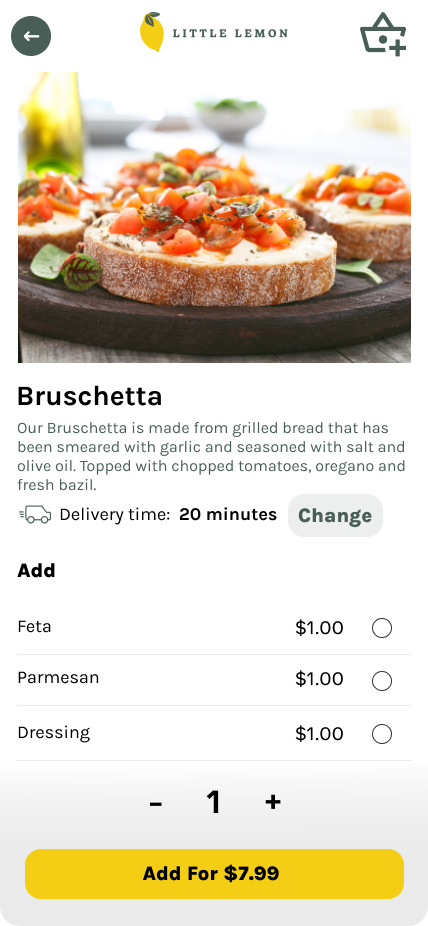 LITTLE LEMON
Bruschetta
Our Bruschetta is made from grilled bread that has
been smeared with garlic and seasoned with salt and
olive oil. Topped with chopped tomatoes, oregano and
fresh bazil.
Delivery time: 20 minutes Change
Add
Feta $1.00
Parmesan $1.00
Dressing $1.00
- 1 +
Add For $7.99